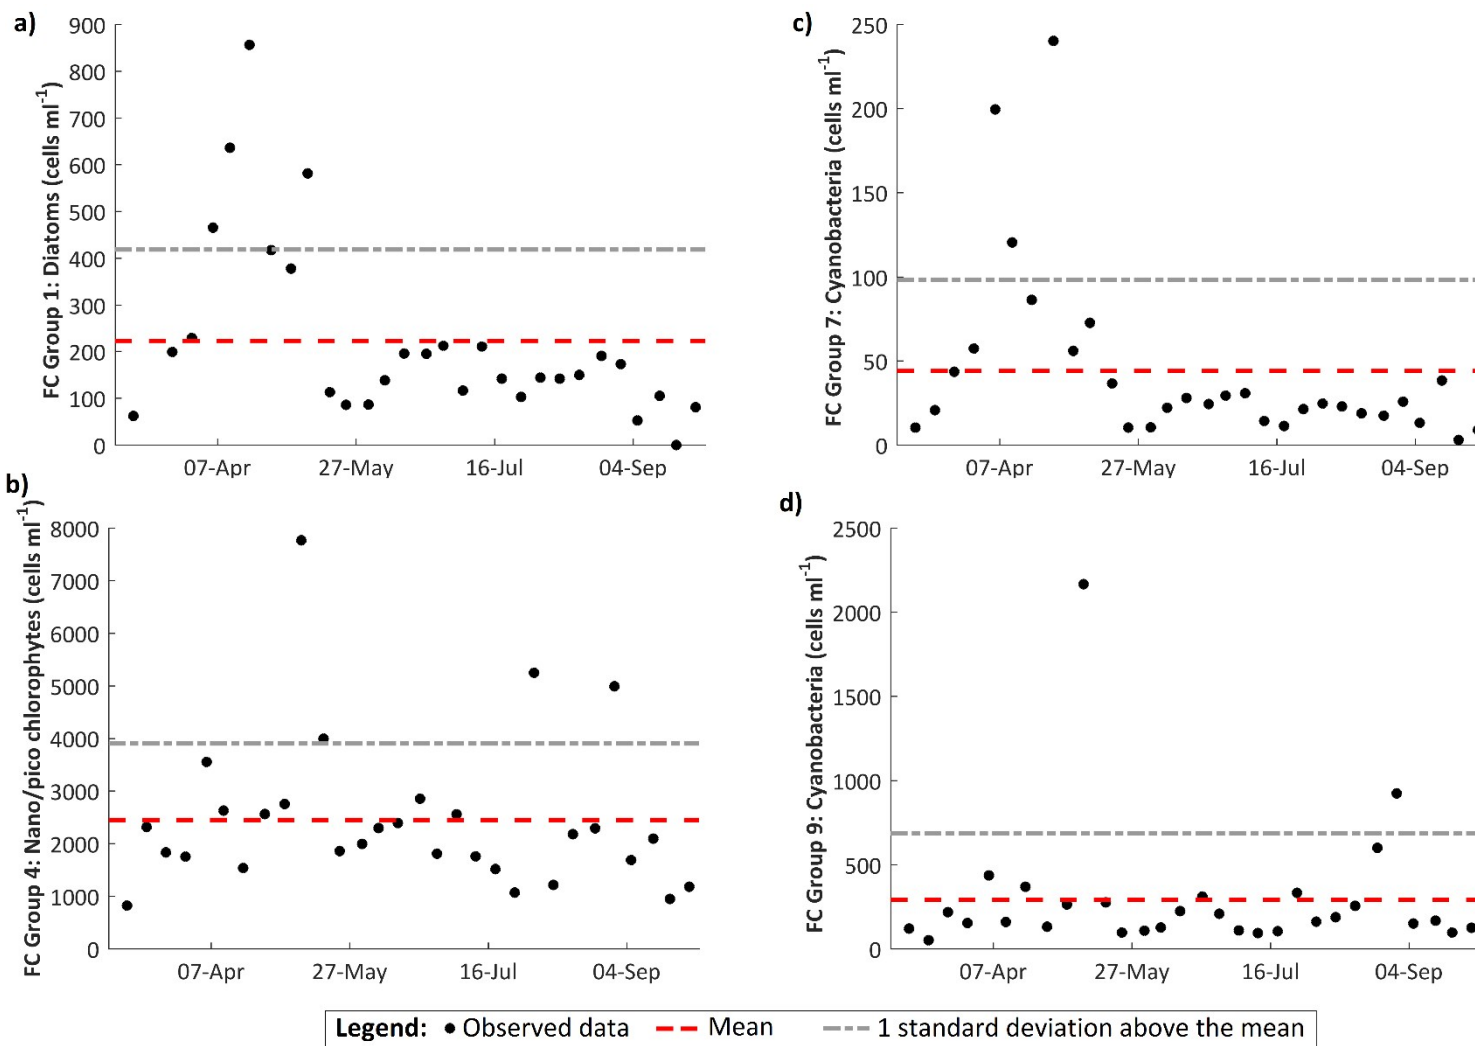 a)
FC Group 1: Diatoms (cells ml⁻¹)
900
800
700
600
500
400
300
200
100
0
07-Apr 27-May 16-Jul 04-Sep
c)
FC Group 7: Cyanobacteria (cells ml⁻¹)
250
200
150
100
50
0
07-Apr 27-May 16-Jul 04-Sep
b)
FC Group 4: Nano/pico chlorophytes (cells ml⁻¹)
8000
7000
6000
5000
4000
3000
2000
1000
0
07-Apr 27-May 16-Jul 04-Sep
d)
FC Group 9: Cyanobacteria (cells ml⁻¹)
2500
2000
1500
1000
500
0
07-Apr 27-May 16-Jul 04-Sep
Legend: Observed data Mean 1 standard deviation above the mean